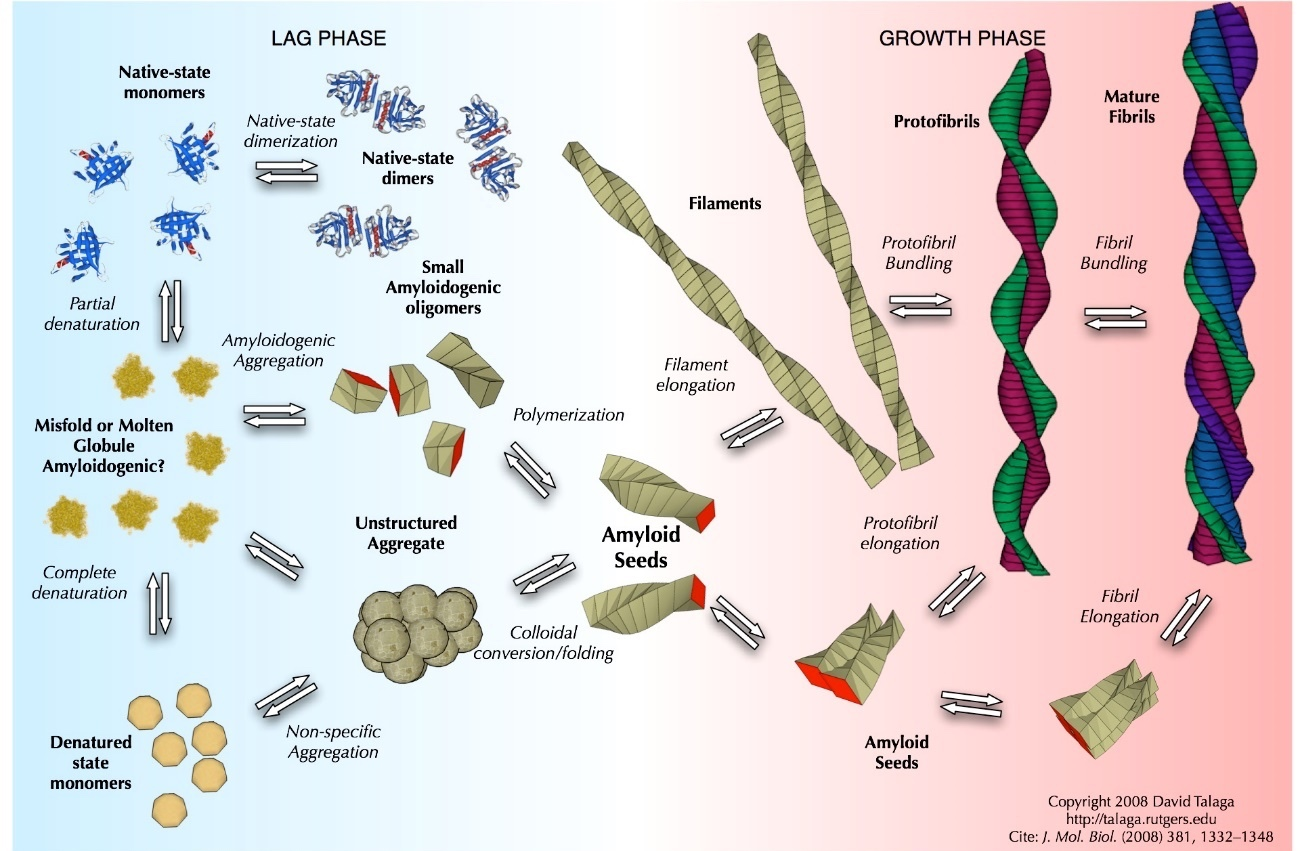 LAG PHASE
GROWTH PHASE
Native-state
monomers
Native-state
dimerization
Native-state
dimers
Partial
denaturation
Small
Amyloidogenic
oligomers
Amyloidogenic
Aggregation
Misfold or Molten
Globule
Amyloidogenic?
Polymerization
Unstructured
Aggregate
Complete
denaturation
Colloidal
conversion/folding
Non-specific
Aggregation
Denatured
state
monomers
Amyloid
Seeds
Filaments
Filament
elongation
Protofibrils
Protofibril
Bundling
Mature
Fibrils
Fibril
Bundling
Protofibril
elongation
Fibril
Elongation
Amyloid
Seeds
Copyright 2008 David Talaga
http://talaga.rutgers.edu
Cite: J. Mol. Biol. (2008) 381, 1332–1348